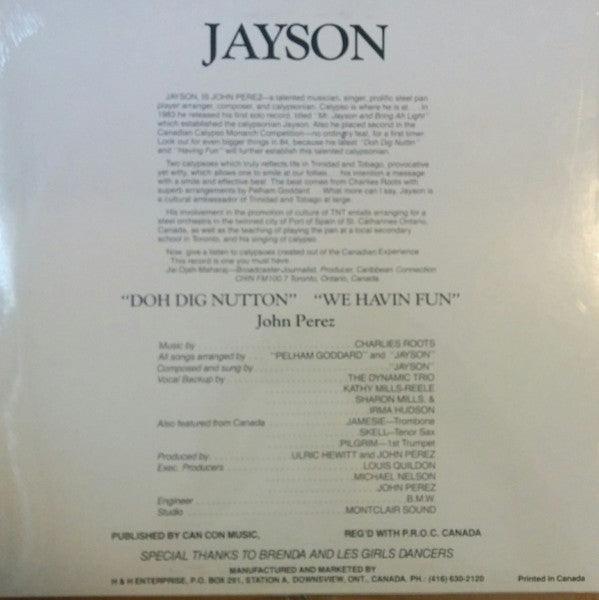 JAYSON
JAYSON, IS JOHN PEREZ—a talented musician, singer, prolific steel pan
player arranger, composer, and calypsonian. Calypso is where he is at. . . In
1983 he released his first solo record, titled "Mr. Jayson and Bring Ah Light"
which established the calypsonian Jayson. Also he placed second in the
Canadian Calypso Monarch Competition—no ordinary feat, for a first timer.
Look out for even bigger things in 84, because his latest "Doh Dig Nuttin"
and "Having Fun" will further establish this talented calypsonian.
Two calypsoes which truly reflects life in Trinidad and Tobago, provocative
yet witty, which allows one to smile at our follies . . . his intention a message
with a smile and effective beat. The beat comes from Charlies Roots with
superb arrangements by Pelham Goddard . . . What more can I say, Jayson is
a cultural ambassador of Trinidad and Tobago at large.
His involvement in the promotion of culture of TNT entails arranging for a
steel orchestra in the twinned city of Port of Spain of St. Catharines Ontario,
Canada, as well as the teaching of playing the pan at a local secondary
school in Toronto, and his singing of calypso.
Now, give a listen to calypsoes created out of the Canadian Experience
This record is one you must have.
Jai Ojah Maharaj—Broadcaster-Journalist, Producer, Caribbean Connection
CHIN FM100.7 Toronto, Ontario, Canada
"DOH DIG NUTTON" "WE HAVIN FUN"
John Perez
Music by CHARLIES ROOTS
All songs arranged by "PELHAM GODDARD" and "JAYSON"
Composed and sung by "JAYSON"
Vocal Backup by THE DYNAMIC TRIO
KATHY MILLS-REELE
SHARON MILLS, &
IRMA HUDSON
Also featured from Canada JAMESIE—Trombone
SKELL—Tenor Sax
PILGRIM—1st Trumpet
Produced by ULRIC HEWITT and JOHN PEREZ
Exec. Producers LOUIS QUILDON
MICHAEL NELSON
JOHN PEREZ
Engineer B.M.W.
Studio MONTCLAIR SOUND
PUBLISHED BY CAN CON MUSIC, REG'D WITH P.R.O.C. CANADA
SPECIAL THANKS TO BRENDA AND LES GIRLS DANCERS
MANUFACTURED AND MARKETED BY
H & H ENTERPRISE, P.O. BOX 291, STATION A, DOWNSVIEW, ONT., CANADA. PH.: (416) 630-2120 Printed in Canada